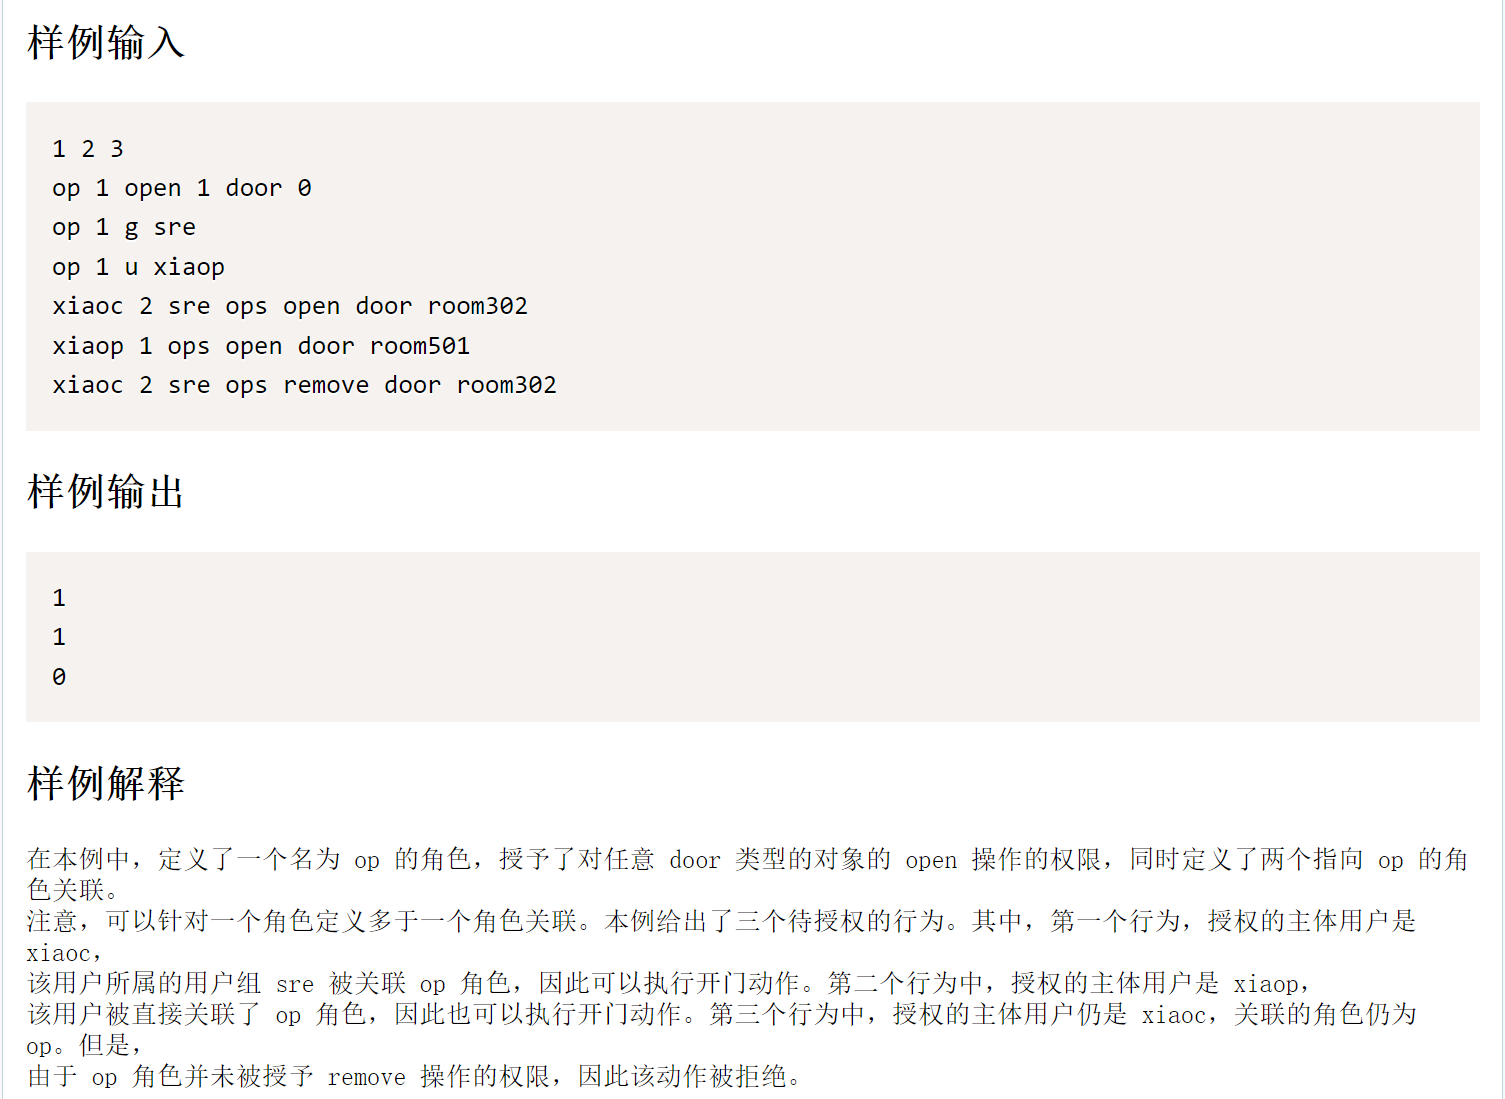 样例输入
1 2 3
op 1 open 1 door 0
op 1 g sre
op 1 u xiaop
xiaoc 2 sre ops open door room302
xiaop 1 ops open door room501
xiaoc 2 sre ops remove door room302
样例输出
1
1
0
样例解释
在本例中，定义了一个名为 op 的角色，授予了对任意 door 类型的对象的 open 操作的权限，同时定义了两个指向 op 的角
色关联。
注意，可以针对一个角色定义多于一个角色关联。本例给出了三个待授权的行为。其中，第一个行为，授权的主体用户是
xiaoc，
该用户所属的用户组 sre 被关联 op 角色，因此可以执行开门动作。第二个行为中，授权的主体用户是 xiaop，
该用户被直接关联了 op 角色，因此也可以执行开门动作。第三个行为中，授权的主体用户仍是 xiaoc，关联的角色仍为
op。但是，
由于 op 角色并未被授予 remove 操作的权限，因此该动作被拒绝。